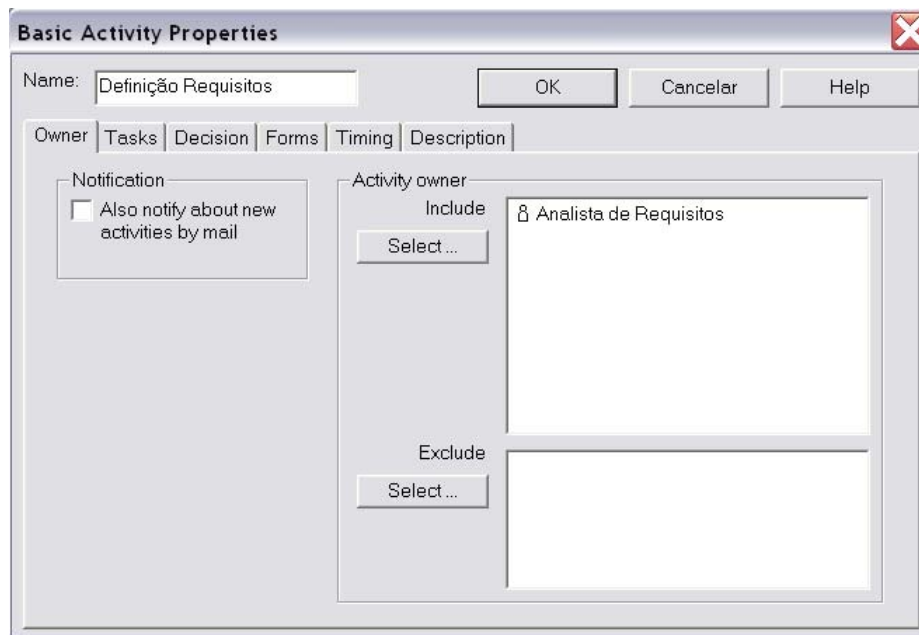 Basic Activity Properties
Name: Definição Requisitos OK Cancelar Help
Owner Tasks Decision Forms Timing Description
Notification
Also notify about new
activities by mail
Activity owner
Include
Select ...
Analista de Requisitos
Exclude
Select ...